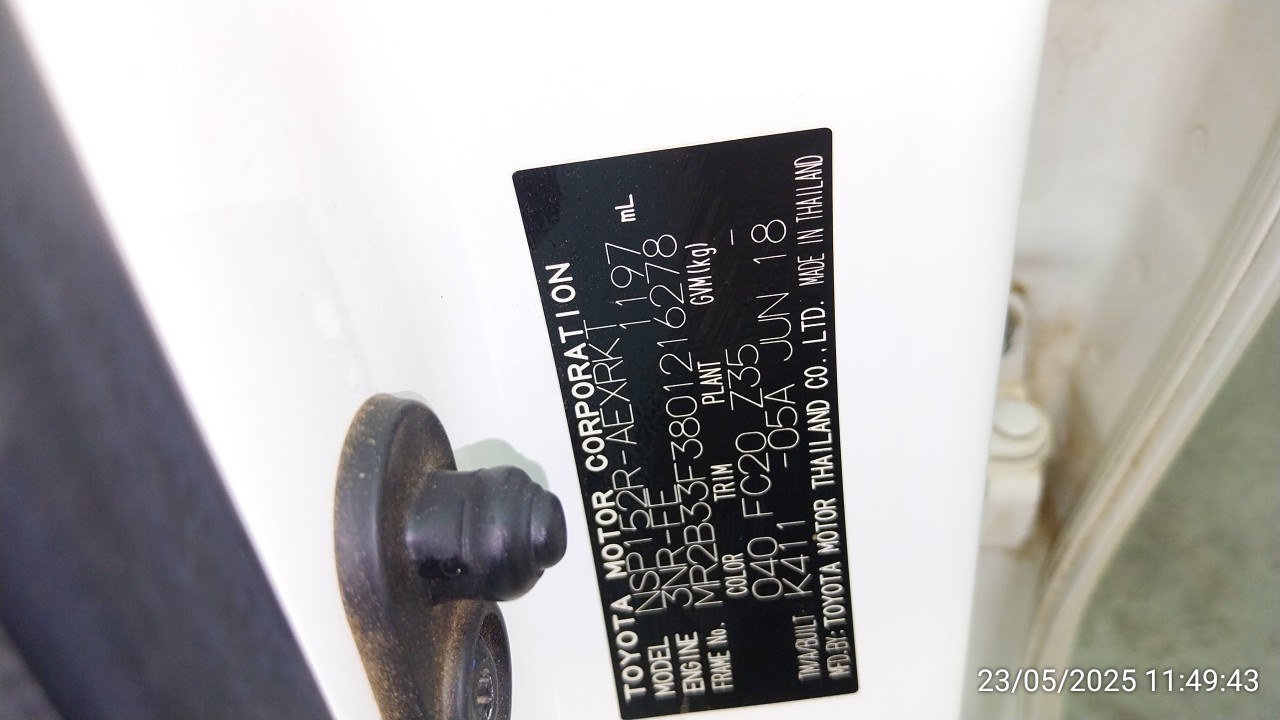 TOYOTA MOTOR CORPORATION
MODEL NSP152R-AEXRKT
ENGINE 3NR-FE 1197 mL
FRAME No. MR2B33F3801216278
COLOR TRIM PLANT GVM(kg)
040 FC20 Z35 -
TM/A/BUILT K411 -05A JUN 18
MFD.BY: TOYOTA MOTOR THAILAND CO.,LTD. MADE IN THAILAND
23/05/2025 11:49:43